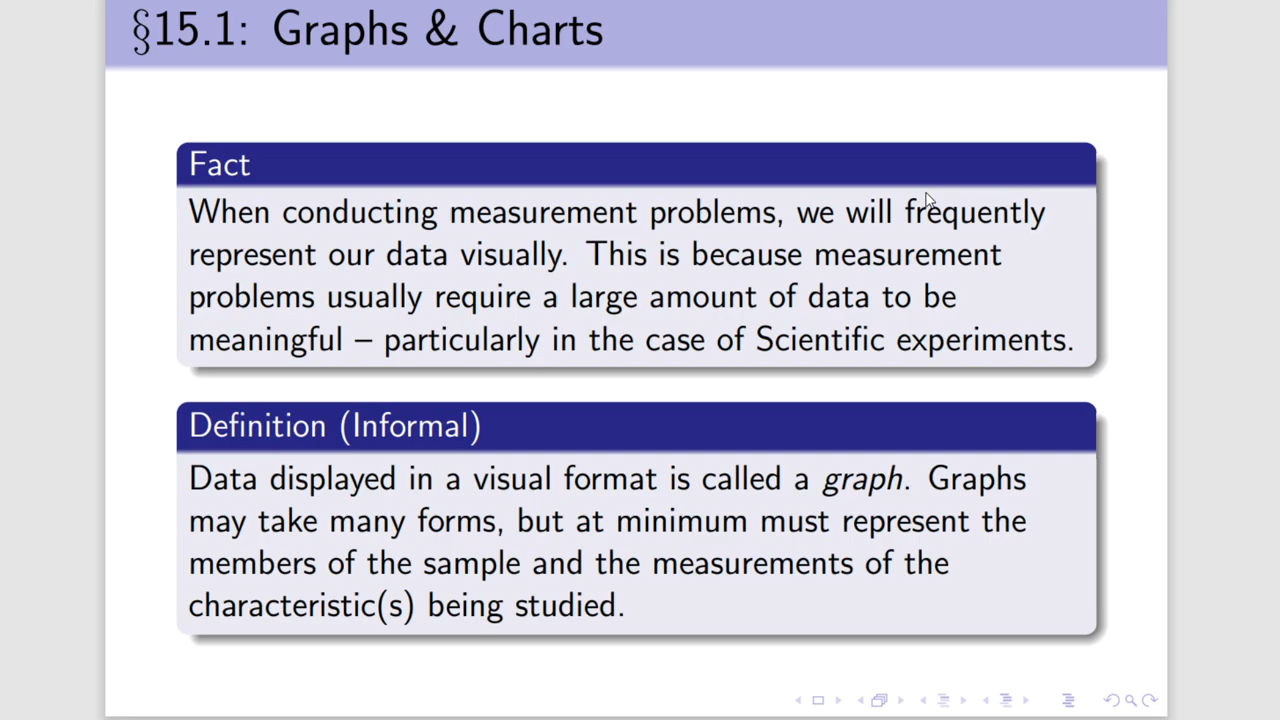 §15.1: Graphs & Charts
Fact
When conducting measurement problems, we will frequently
represent our data visually. This is because measurement
problems usually require a large amount of data to be
meaningful – particularly in the case of Scientific experiments.
Definition (Informal)
Data displayed in a visual format is called a graph. Graphs
may take many forms, but at minimum must represent the
members of the sample and the measurements of the
characteristic(s) being studied.